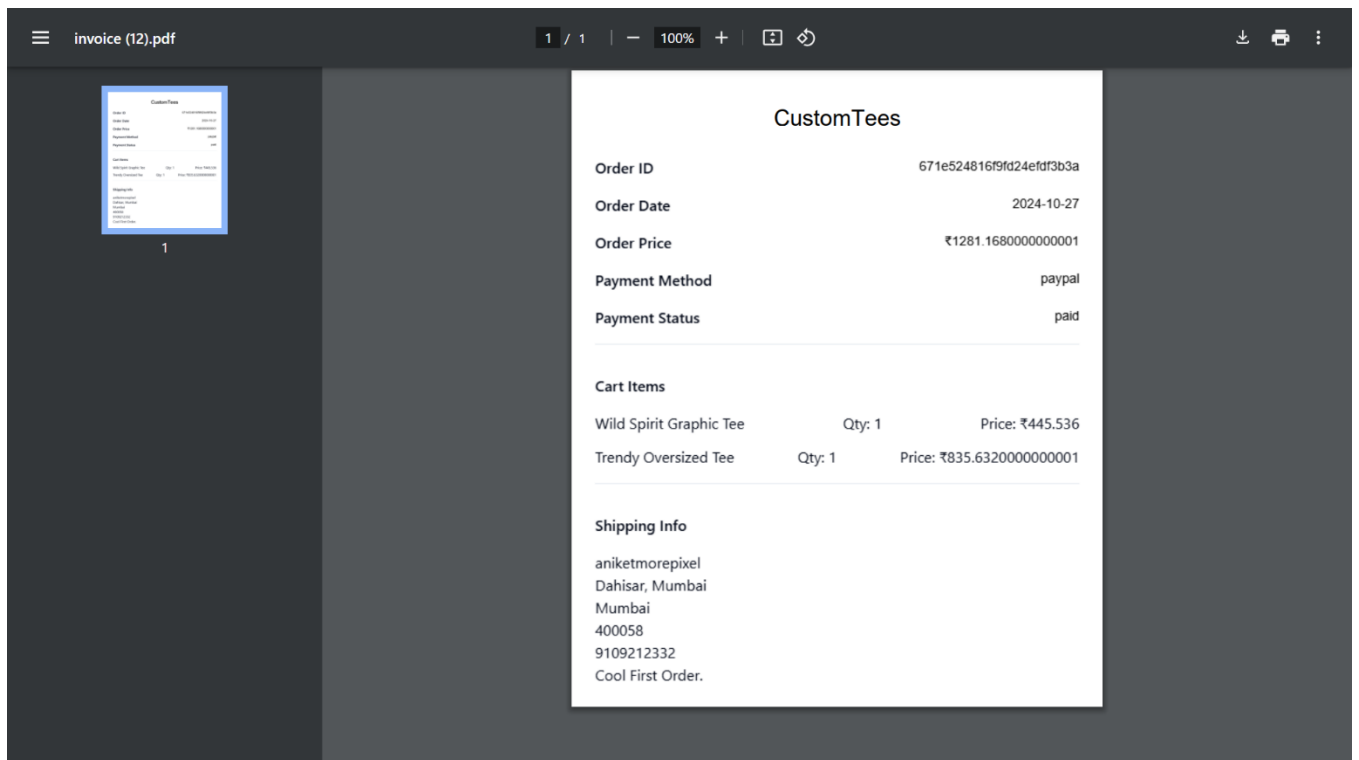 invoice (12).pdf
1 / 1
100%
1
CustomTees
Order ID 671e524816f9fd24efdf3b3a
Order Date 2024-10-27
Order Price ₹1281.1680000000001
Payment Method paypal
Payment Status paid
Cart Items
Wild Spirit Graphic Tee Qty: 1 Price: ₹445.536
Trendy Oversized Tee Qty: 1 Price: ₹835.6320000000001
Shipping Info
aniketmorepixel
Dahisar, Mumbai
Mumbai
400058
9109212332
Cool First Order.